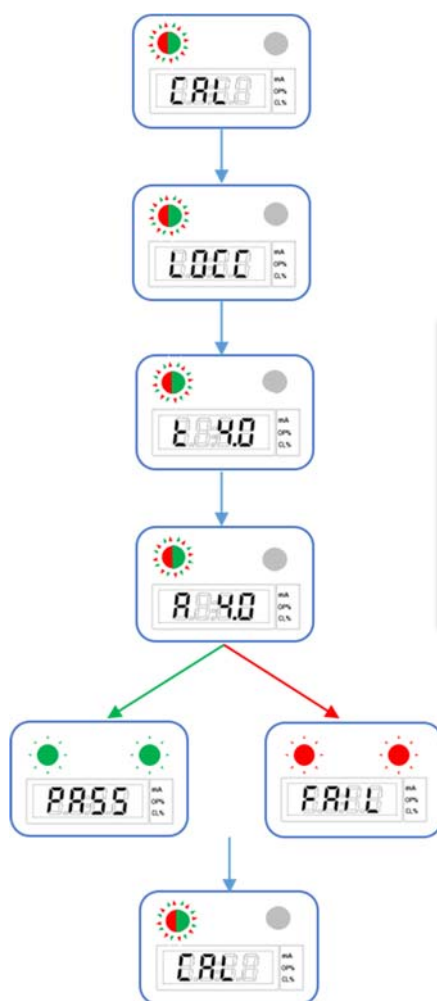 CAL
mA
OP%
CL%
LOCC
mA
OP%
CL%
t 4.0
mA
OP%
CL%
A 4.0
mA
OP%
CL%
PASS
mA
OP%
CL%
FAIL
mA
OP%
CL%
CAL
mA
OP%
CL%